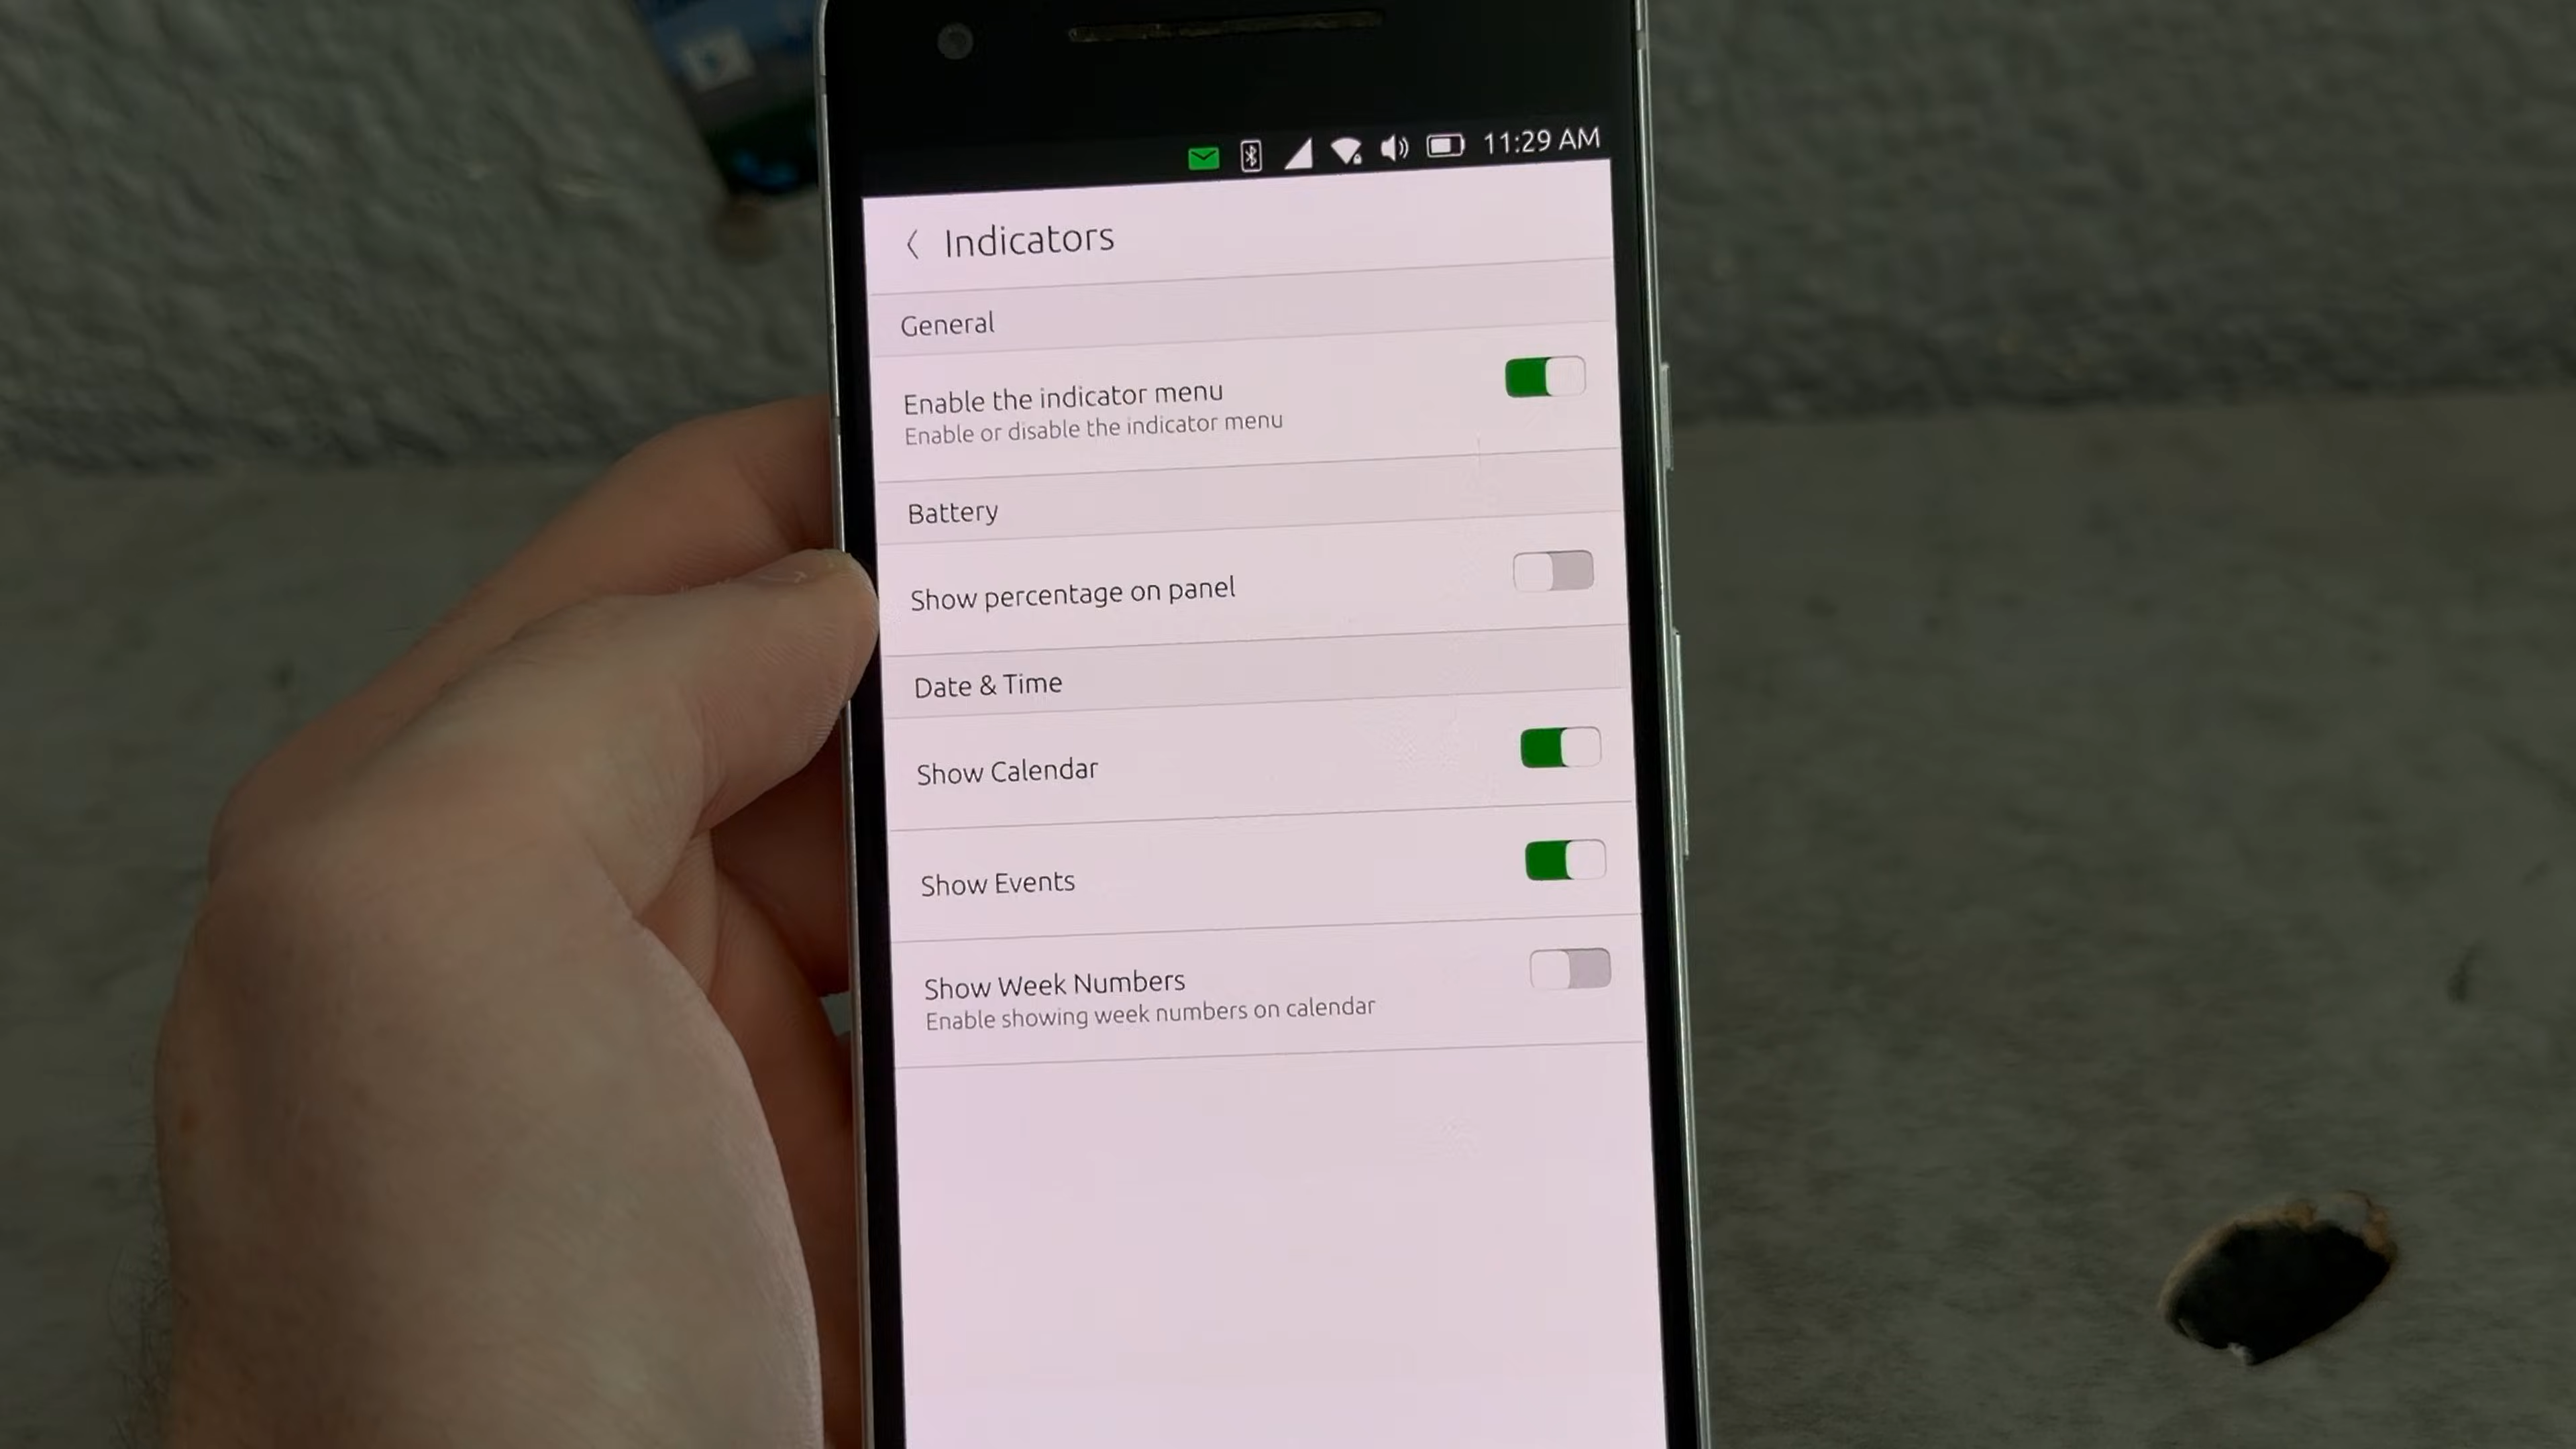 11:29 AM
Indicators
General
Enable the indicator menu
Enable or disable the indicator menu
Battery
Show percentage on panel
Date & Time
Show Calendar
Show Events
Show Week Numbers
Enable showing week numbers on calendar